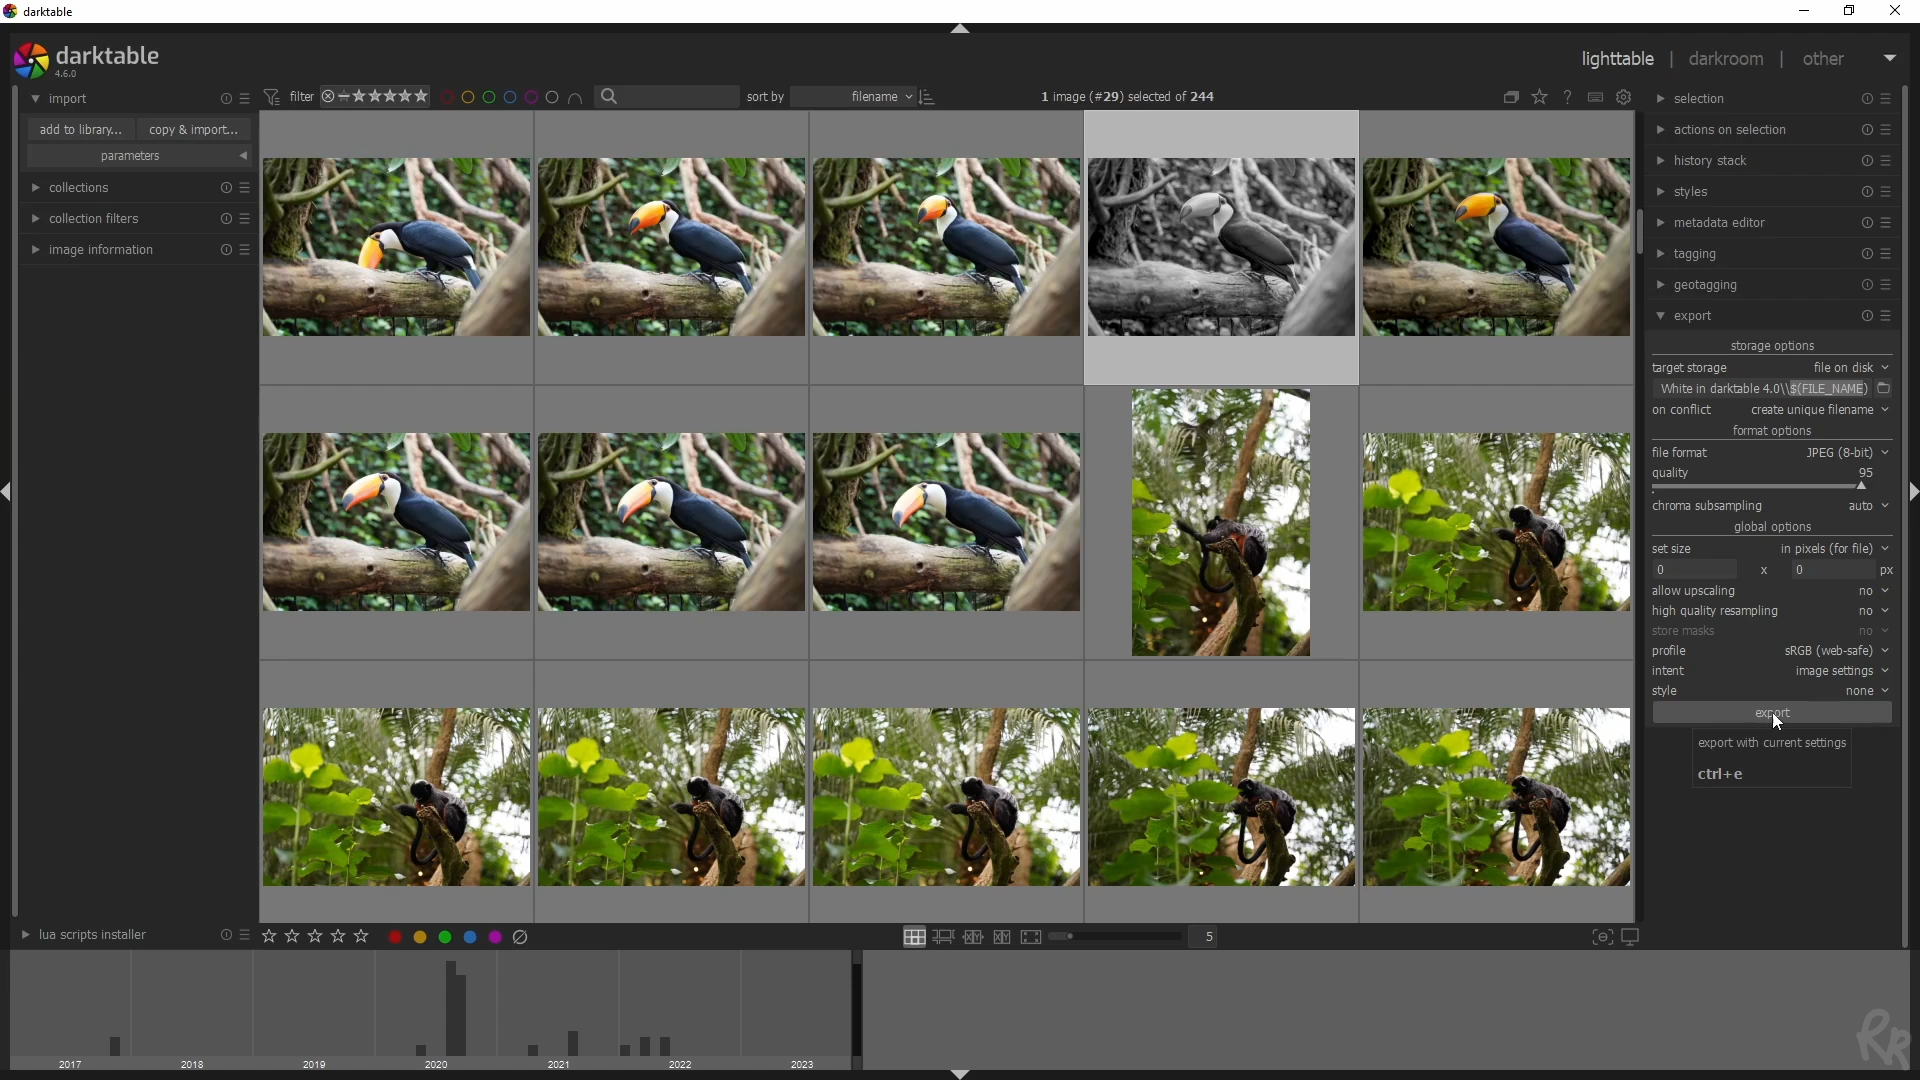 darktable
darktable
4.6.0
lighttable | darkroom | other
import
filter
sort by filename
1 image (#29) selected of 244
?
add to library...
copy & import...
parameters
collections
collection filters
image information
selection
actions on selection
history stack
styles
metadata editor
tagging
geotagging
export
storage options
target storage file on disk
White in darktable 4.0\\$(FILE_NAME)
on conflict create unique filename
format options
file format JPEG (8-bit)
quality 95
chroma subsampling auto
global options
set size in pixels (for file)
0 x 0 px
allow upscaling no
high quality resampling no
store masks no
profile sRGB (web-safe)
intent image settings
style none
export
export with current settings
ctrl+e
lua scripts installer
5
2017 2018 2019 2020 2021 2022 2023
RR